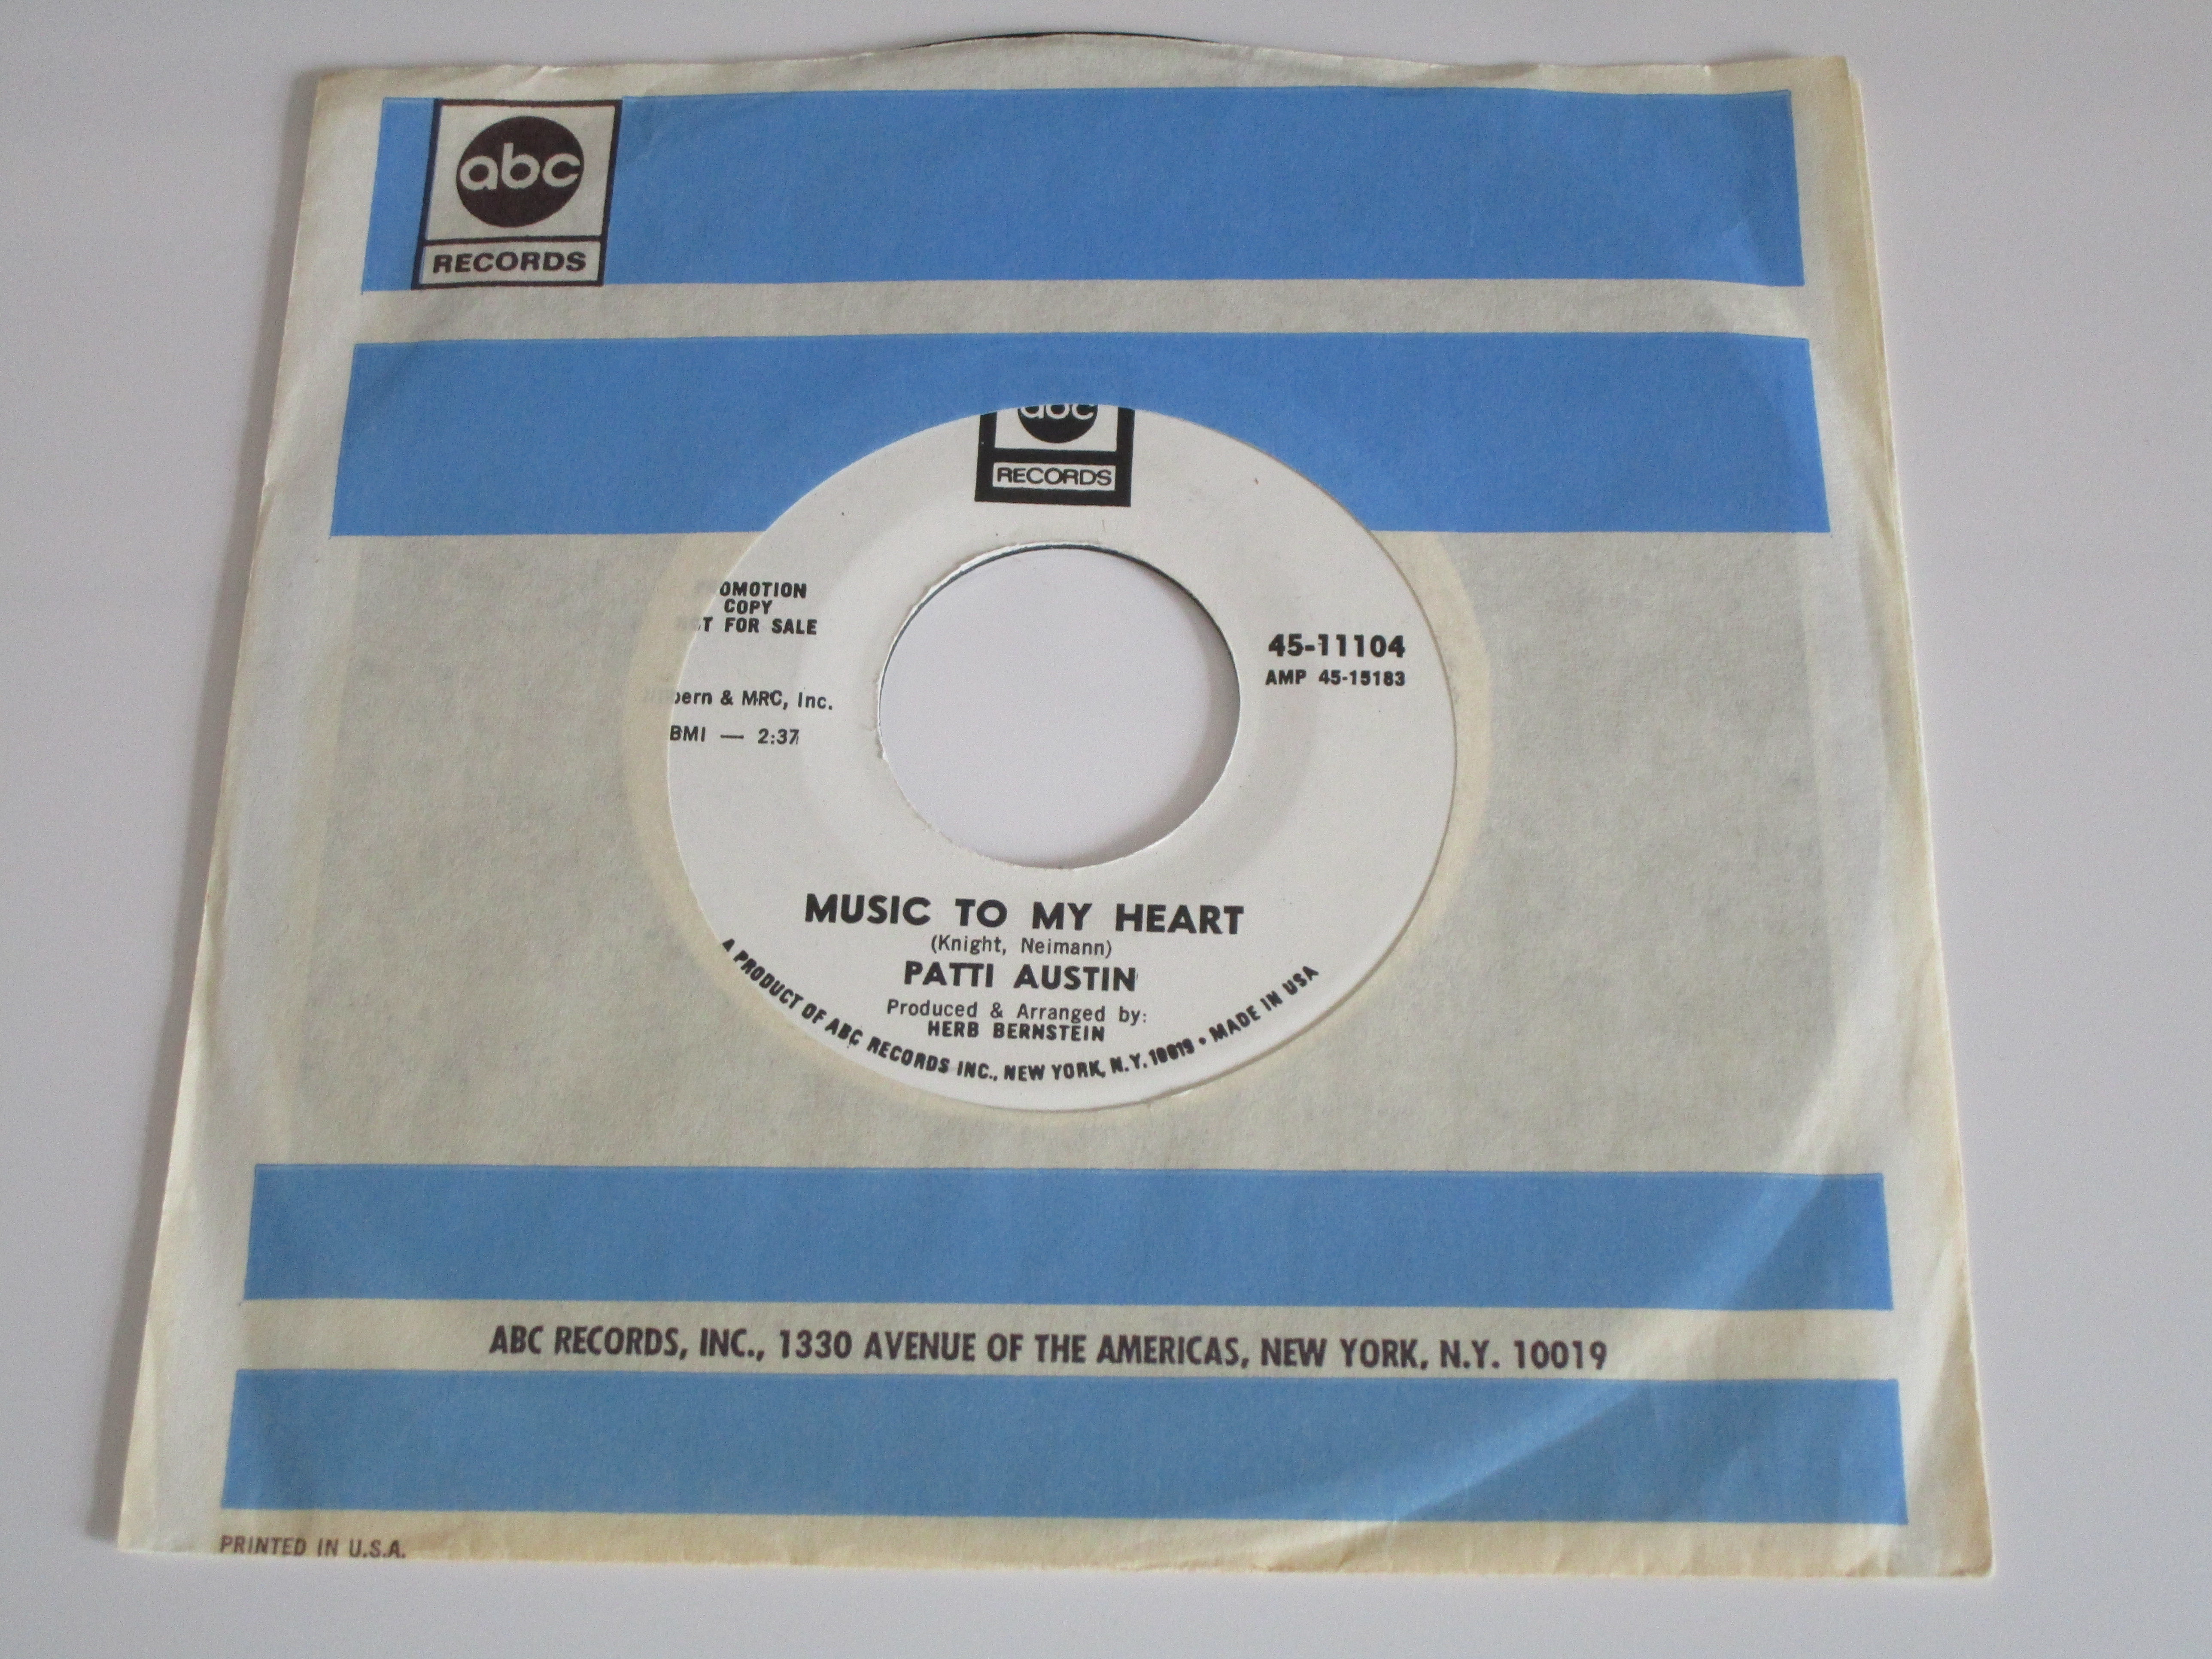 abc
RECORDS
abc
RECORDS
OMOTION
COPY
T FOR SALE
45-11104
AMP 45-15183
bern & MRC, Inc.
BMI — 2:37
MUSIC TO MY HEART
(Knight, Neimann)
PATTI AUSTIN
Produced & Arranged by:
HERB BERNSTEIN
A PRODUCT OF ABC RECORDS INC., NEW YORK, N.Y. 10019 • MADE IN USA
ABC RECORDS, INC., 1330 AVENUE OF THE AMERICAS, NEW YORK, N.Y. 10019
PRINTED IN U.S.A.